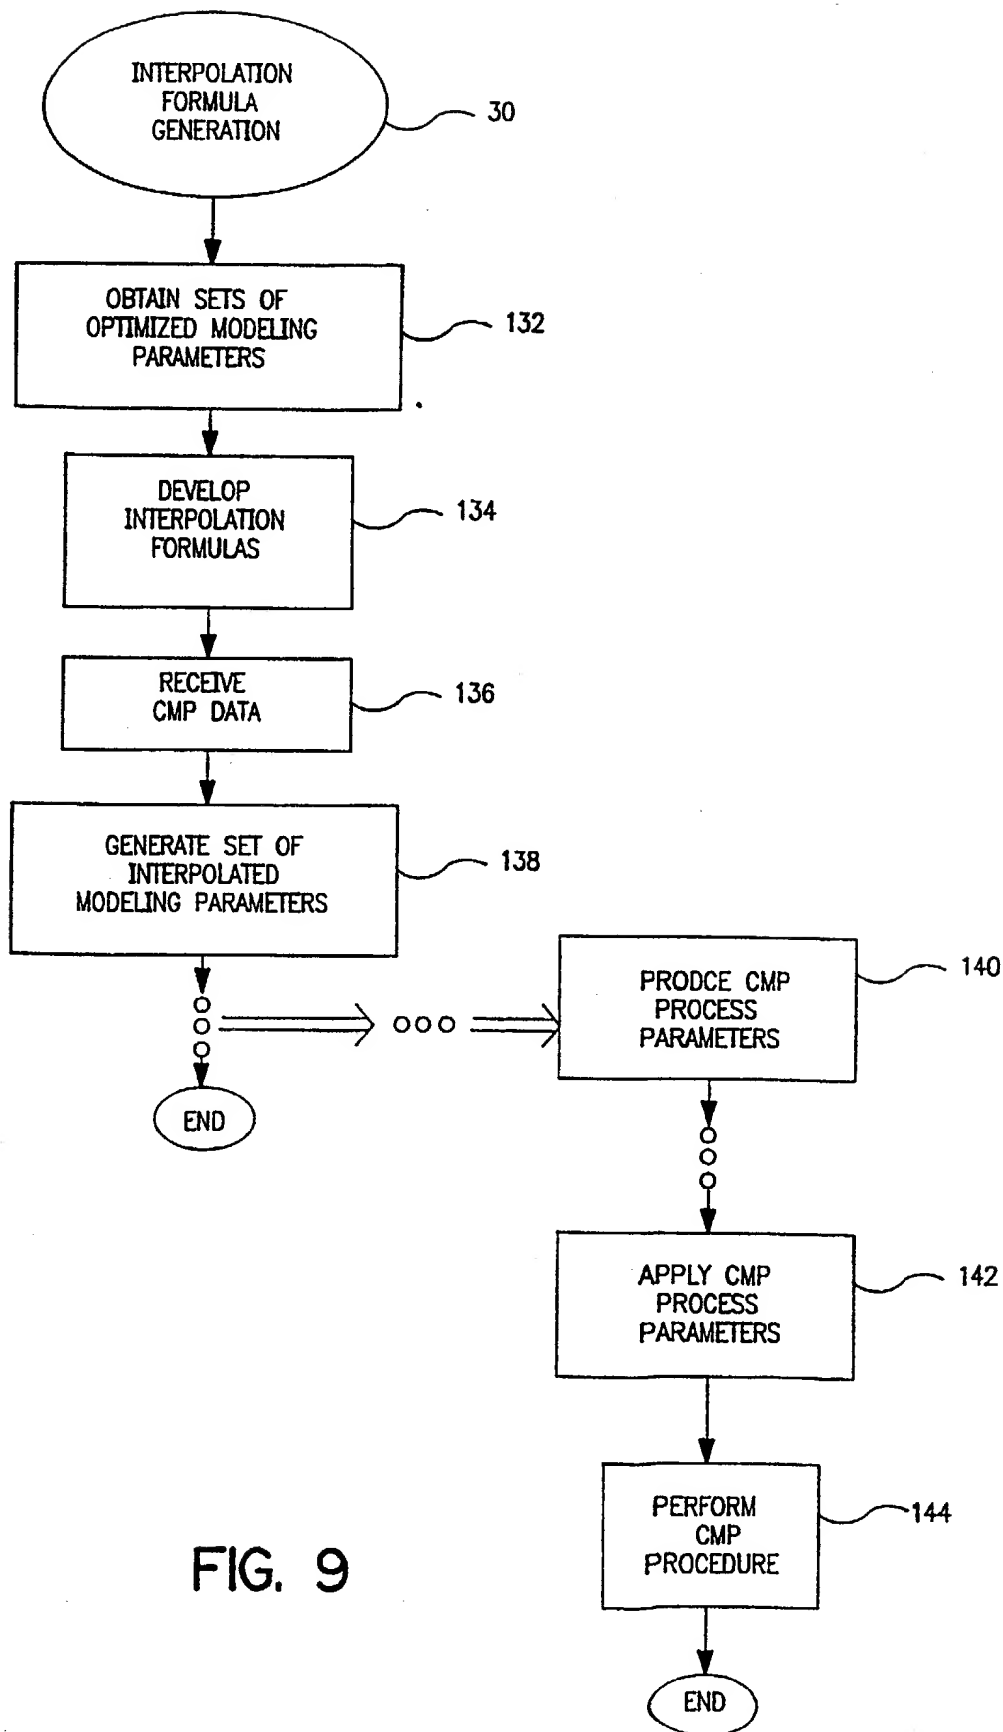 INTERPOLATION
FORMULA
GENERATION
30
OBTAIN SETS OF
OPTIMIZED MODELING
PARAMETERS
132
DEVELOP
INTERPOLATION
FORMULAS
134
RECEIVE
CMP DATA
136
GENERATE SET OF
INTERPOLATED
MODELING PARAMETERS
138
END
PRODCE CMP
PROCESS
PARAMETERS
140
APPLY CMP
PROCESS
PARAMETERS
142
PERFORM
CMP
PROCEDURE
144
END
FIG. 9